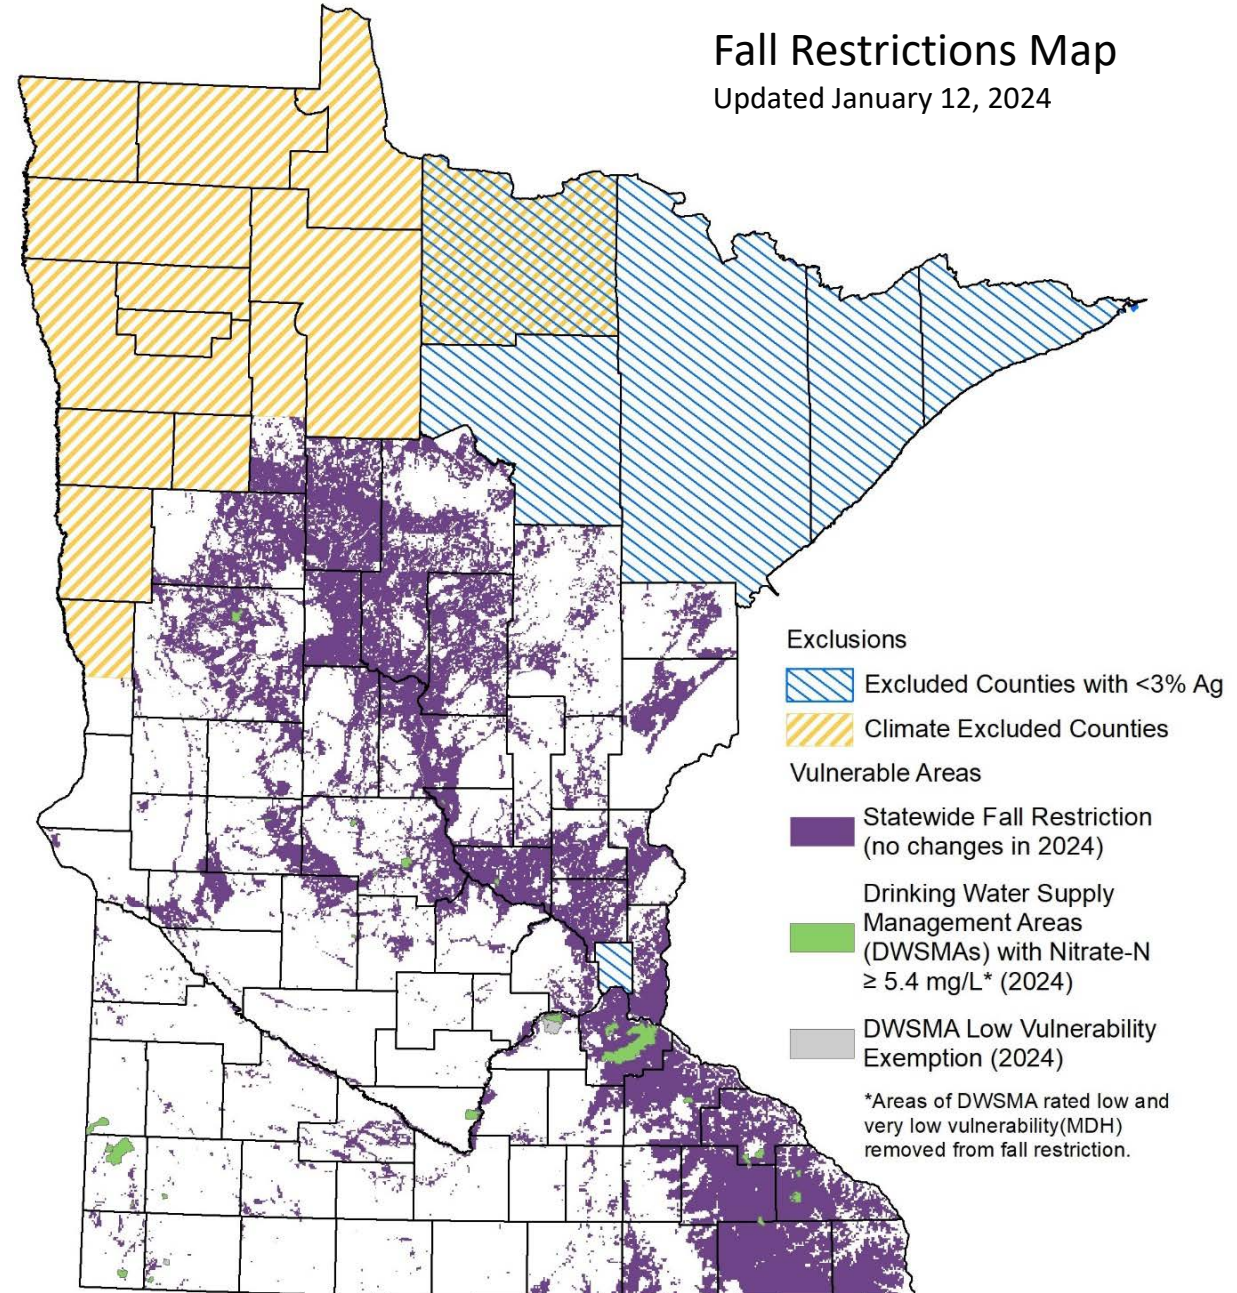 Fall Restrictions Map
Updated January 12, 2024
Exclusions
Excluded Counties with <3% Ag
Climate Excluded Counties
Vulnerable Areas
Statewide Fall Restriction
(no changes in 2024)
Drinking Water Supply
Management Areas
(DWSMAs) with Nitrate-N
≥ 5.4 mg/L* (2024)
DWSMA Low Vulnerability
Exemption (2024)
*Areas of DWSMA rated low and
very low vulnerability(MDH)
removed from fall restriction.